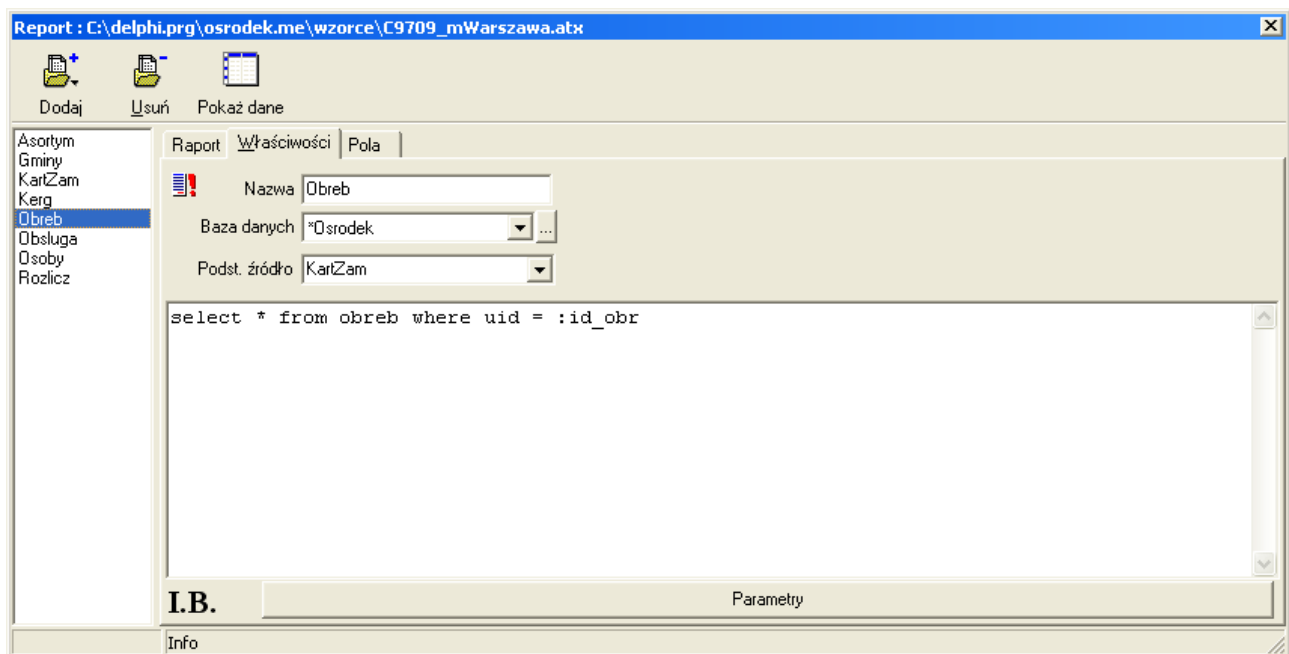 Report : C:\delphi.prg\osrodek.me\wzorce\C9709_mWarszawa.atx
Dodaj Usuń Pokaż dane
Asortym
Gminy
KartZam
Kerg
Obreb
Obsluga
Osoby
Rozlicz
Raport Właściwości Pola
Nazwa Obreb
Baza danych *Osrodek ...
Podst. źródło KartZam
select * from obreb where uid = :id_obr
I.B. Parametry
Info